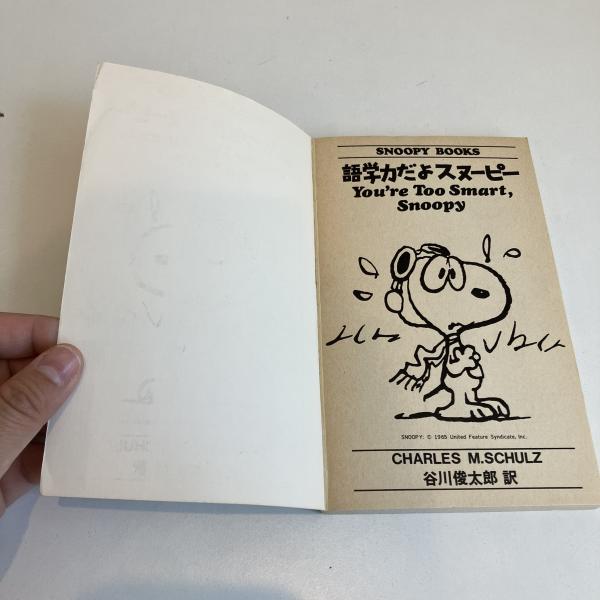 SNOOPY BOOKS
語学力だよスヌーピー
You're Too Smart,
Snoopy
SNOOPY: © 1965 United Feature Syndicate, Inc.
CHARLES M.SCHULZ
谷川俊太郎 訳